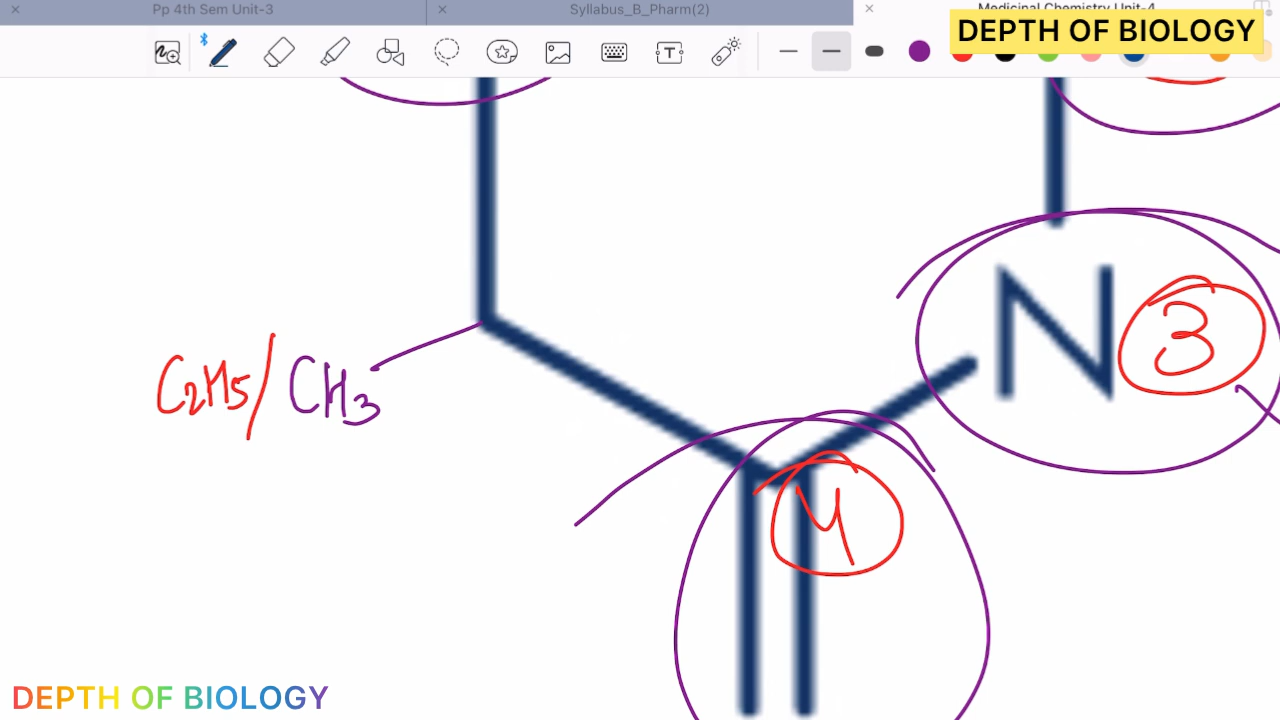 Pp 4th Sem Unit-3
Syllabus_B_Pharm(2)
Medicinal Chemistry Unit-4
DEPTH OF BIOLOGY
T
N
3
C2H5/ CH3
4
DEPTH OF BIOLOGY